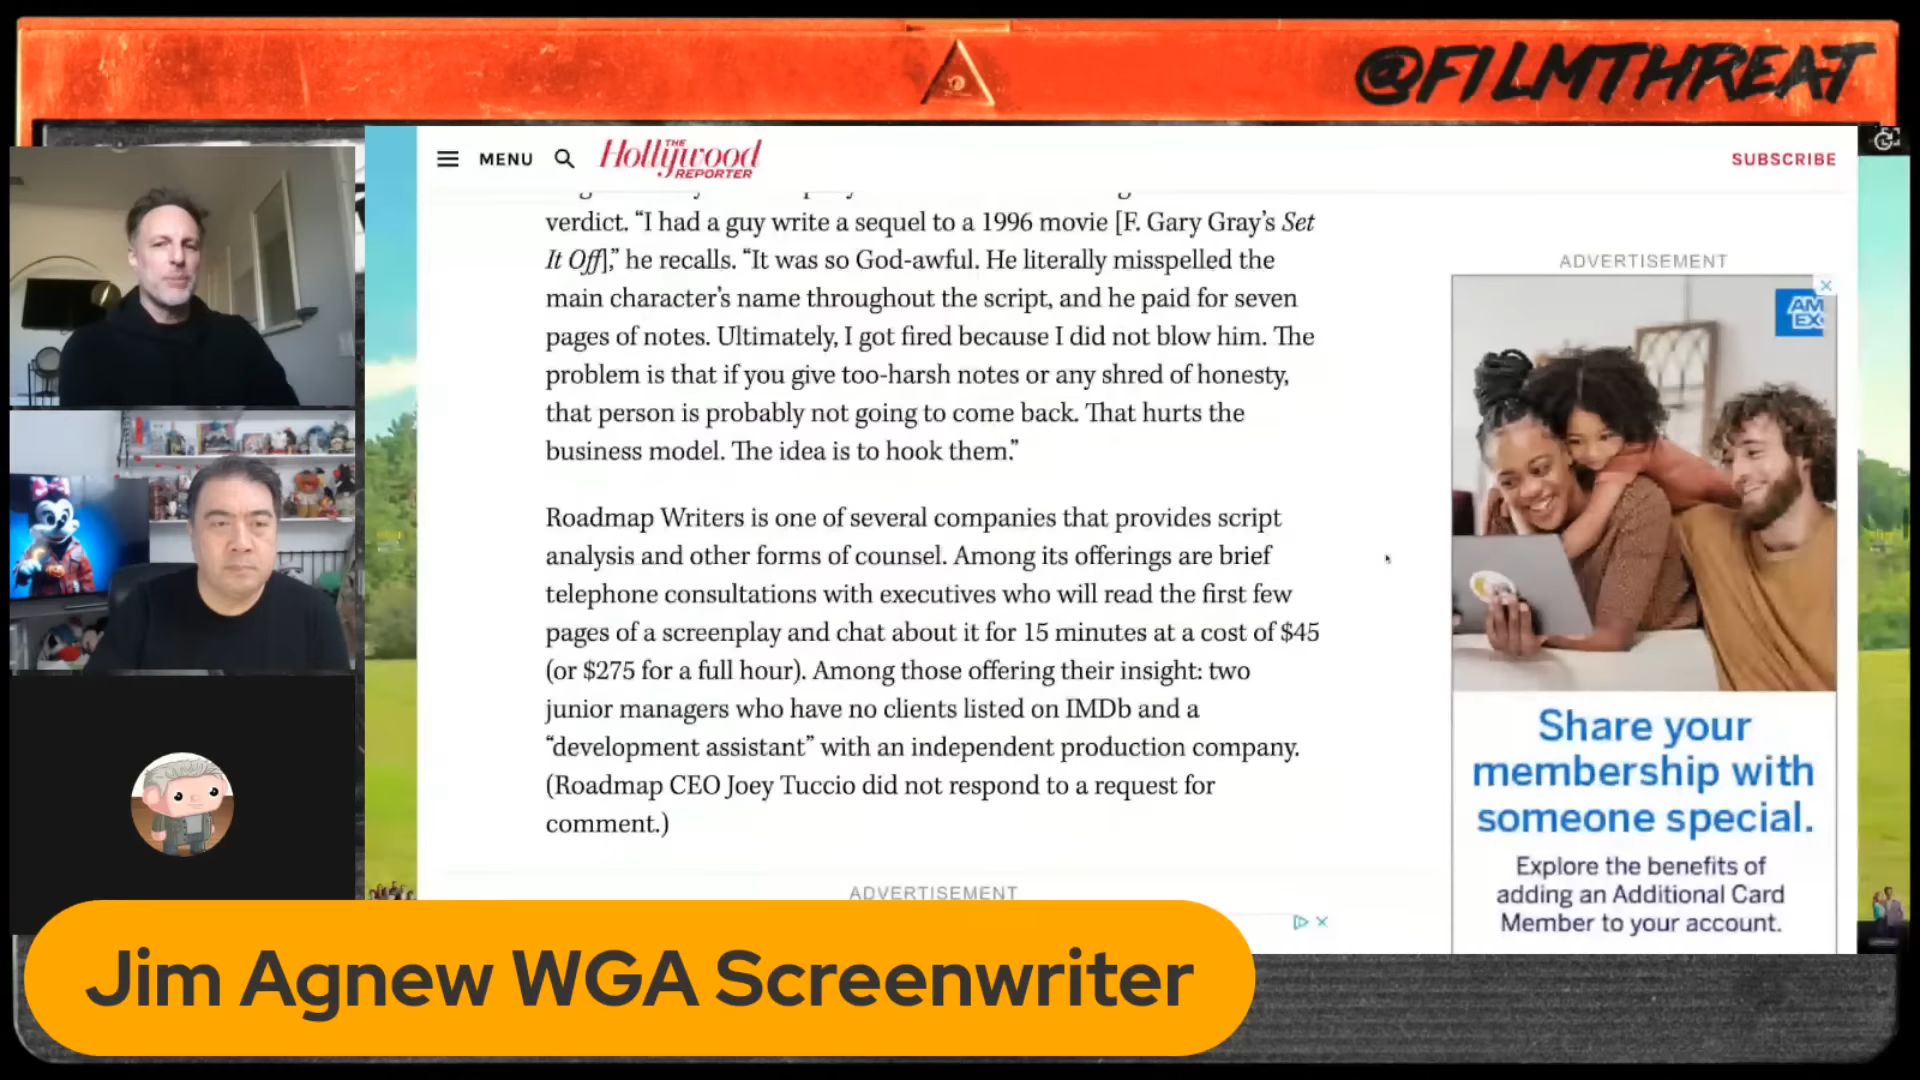 @FILMTHREAT
MENU
THE
Hollywood
REPORTER
SUBSCRIBE
verdict. “I had a guy write a sequel to a 1996 movie [F. Gary Gray’s Set
It Off],” he recalls. “It was so God-awful. He literally misspelled the
main character’s name throughout the script, and he paid for seven
pages of notes. Ultimately, I got fired because I did not blow him. The
problem is that if you give too-harsh notes or any shred of honesty,
that person is probably not going to come back. That hurts the
business model. The idea is to hook them.”
Roadmap Writers is one of several companies that provides script
analysis and other forms of counsel. Among its offerings are brief
telephone consultations with executives who will read the first few
pages of a screenplay and chat about it for 15 minutes at a cost of $45
(or $275 for a full hour). Among those offering their insight: two
junior managers who have no clients listed on IMDb and a
“development assistant” with an independent production company.
(Roadmap CEO Joey Tuccio did not respond to a request for
comment.)
ADVERTISEMENT
ADVERTISEMENT
AM
EX
Share your
membership with
someone special.
Explore the benefits of
adding an Additional Card
Member to your account.
Jim Agnew WGA Screenwriter